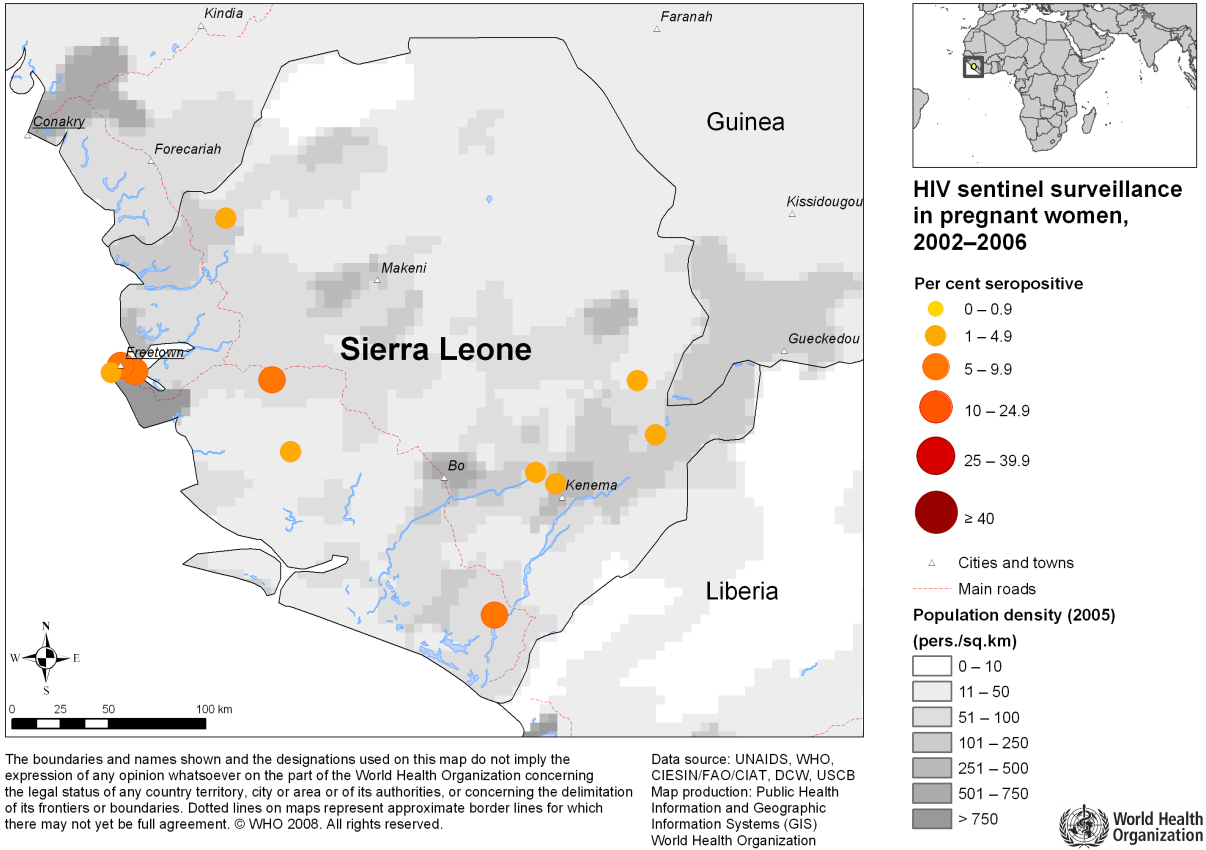 Kindia
Faranah
Conakry
Forecariah
Guinea
Kissidougou
Makeni
Sierra Leone
Gueckedou
Freetown
Bo
Kenema
Liberia
N
W
E
S
0 25 50 100 km
HIV sentinel surveillance
in pregnant women,
2002–2006
Per cent seropositive
0 – 0.9
1 – 4.9
5 – 9.9
10 – 24.9
25 – 39.9
≥ 40
Cities and towns
Main roads
Population density (2005)
(pers./sq.km)
0 – 10
11 – 50
51 – 100
101 – 250
251 – 500
501 – 750
> 750
The boundaries and names shown and the designations used on this map do not imply the
expression of any opinion whatsoever on the part of the World Health Organization concerning
the legal status of any country territory, city or area or of its authorities, or concerning the delimitation
of its frontiers or boundaries. Dotted lines on maps represent approximate border lines for which
there may not yet be full agreement. © WHO 2008. All rights reserved.
Data source: UNAIDS, WHO,
CIESIN/FAO/CIAT, DCW, USCB
Map production: Public Health
Information and Geographic
Information Systems (GIS)
World Health Organization
World Health
Organization